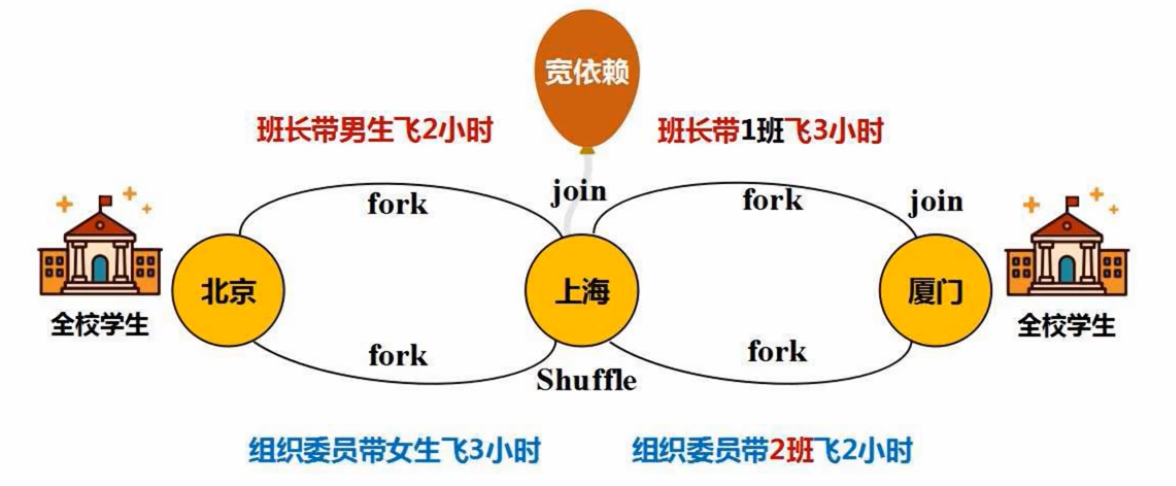 宽依赖
班长带男生飞2小时
班长带1班飞3小时
fork
join
fork
join
北京
上海
厦门
全校学生
全校学生
fork
Shuffle
fork
组织委员带女生飞3小时
组织委员带2班飞2小时